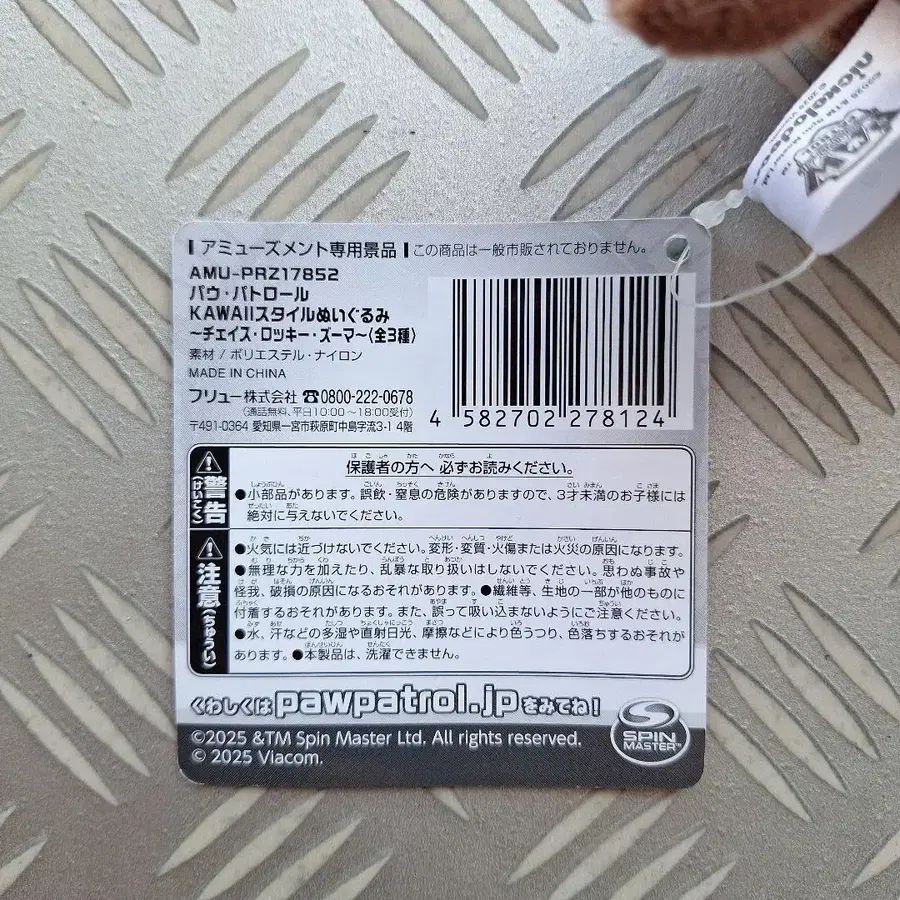 アミューズメント専用景品 この商品は一般市販されておりません。
AMU-PRZ17852
パウ・パトロール
KAWAIIスタイルぬいぐるみ
~チェイス・ロッキー・ズーマ~〈全3種〉
素材 / ポリエステル・ナイロン
MADE IN CHINA
フリュー株式会社 ☎0800-222-0678
(通話無料、平日10:00~18:00受付)
〒491-0364 愛知県一宮市萩原町中島字流3-1 4階
4 582702 278124
保護者の方へ 必ずお読みください。
警告(けいこく)
●小部品があります。誤飲・窒息の危険がありますので、3才未満のお子様には
絶対に与えないでください。
注意(ちゅうい)
●火気には近づけないでください。変形・変質・火傷または火災の原因になります。
●無理な力を加えたり、乱暴な取り扱いはしないでください。思わぬ事故や
怪我、破損の原因になるおそれがあります。●繊維等、生地の一部が他のものに
付着するおそれがあります。また、誤って吸い込まないようにご注意ください。
●水、汗などの多湿や直射日光、摩擦などにより色うつり、色落ちするおそれが
あります。●本製品は、洗濯できません。
くわしくはpawpatrol.jpをみてね!
©2025 &TM Spin Master Ltd. All rights reserved.
© 2025 Viacom.
SPIN
MASTER™
nickelodeon
PAW
PATROL